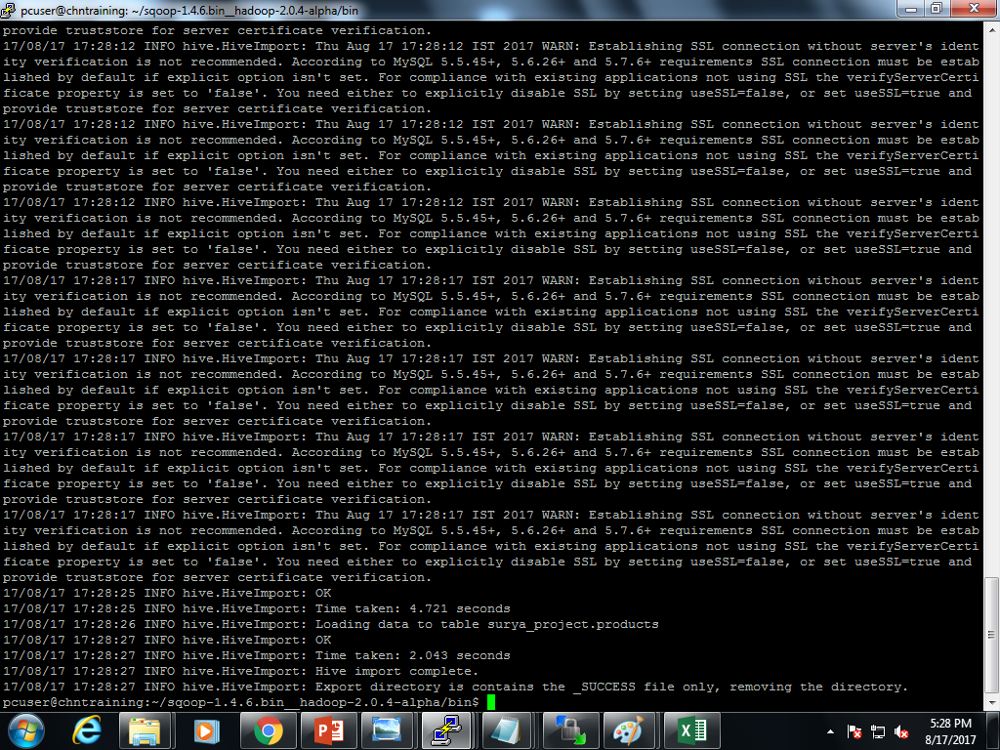 pcuser@chntraining: ~/sqoop-1.4.6.bin__hadoop-2.0.4-alpha/bin
provide truststore for server certificate verification.
17/08/17 17:28:12 INFO hive.HiveImport: Thu Aug 17 17:28:12 IST 2017 WARN: Establishing SSL connection without server's ident
ity verification is not recommended. According to MySQL 5.5.45+, 5.6.26+ and 5.7.6+ requirements SSL connection must be estab
lished by default if explicit option isn't set. For compliance with existing applications not using SSL the verifyServerCerti
ficate property is set to 'false'. You need either to explicitly disable SSL by setting useSSL=false, or set useSSL=true and
provide truststore for server certificate verification.
17/08/17 17:28:12 INFO hive.HiveImport: Thu Aug 17 17:28:12 IST 2017 WARN: Establishing SSL connection without server's ident
ity verification is not recommended. According to MySQL 5.5.45+, 5.6.26+ and 5.7.6+ requirements SSL connection must be estab
lished by default if explicit option isn't set. For compliance with existing applications not using SSL the verifyServerCerti
ficate property is set to 'false'. You need either to explicitly disable SSL by setting useSSL=false, or set useSSL=true and
provide truststore for server certificate verification.
17/08/17 17:28:12 INFO hive.HiveImport: Thu Aug 17 17:28:12 IST 2017 WARN: Establishing SSL connection without server's ident
ity verification is not recommended. According to MySQL 5.5.45+, 5.6.26+ and 5.7.6+ requirements SSL connection must be estab
lished by default if explicit option isn't set. For compliance with existing applications not using SSL the verifyServerCerti
ficate property is set to 'false'. You need either to explicitly disable SSL by setting useSSL=false, or set useSSL=true and
provide truststore for server certificate verification.
17/08/17 17:28:17 INFO hive.HiveImport: Thu Aug 17 17:28:17 IST 2017 WARN: Establishing SSL connection without server's ident
ity verification is not recommended. According to MySQL 5.5.45+, 5.6.26+ and 5.7.6+ requirements SSL connection must be estab
lished by default if explicit option isn't set. For compliance with existing applications not using SSL the verifyServerCerti
ficate property is set to 'false'. You need either to explicitly disable SSL by setting useSSL=false, or set useSSL=true and
provide truststore for server certificate verification.
17/08/17 17:28:17 INFO hive.HiveImport: Thu Aug 17 17:28:17 IST 2017 WARN: Establishing SSL connection without server's ident
ity verification is not recommended. According to MySQL 5.5.45+, 5.6.26+ and 5.7.6+ requirements SSL connection must be estab
lished by default if explicit option isn't set. For compliance with existing applications not using SSL the verifyServerCerti
ficate property is set to 'false'. You need either to explicitly disable SSL by setting useSSL=false, or set useSSL=true and
provide truststore for server certificate verification.
17/08/17 17:28:17 INFO hive.HiveImport: Thu Aug 17 17:28:17 IST 2017 WARN: Establishing SSL connection without server's ident
ity verification is not recommended. According to MySQL 5.5.45+, 5.6.26+ and 5.7.6+ requirements SSL connection must be estab
lished by default if explicit option isn't set. For compliance with existing applications not using SSL the verifyServerCerti
ficate property is set to 'false'. You need either to explicitly disable SSL by setting useSSL=false, or set useSSL=true and
provide truststore for server certificate verification.
17/08/17 17:28:17 INFO hive.HiveImport: Thu Aug 17 17:28:17 IST 2017 WARN: Establishing SSL connection without server's ident
ity verification is not recommended. According to MySQL 5.5.45+, 5.6.26+ and 5.7.6+ requirements SSL connection must be estab
lished by default if explicit option isn't set. For compliance with existing applications not using SSL the verifyServerCerti
ficate property is set to 'false'. You need either to explicitly disable SSL by setting useSSL=false, or set useSSL=true and
provide truststore for server certificate verification.
17/08/17 17:28:25 INFO hive.HiveImport: OK
17/08/17 17:28:25 INFO hive.HiveImport: Time taken: 4.721 seconds
17/08/17 17:28:26 INFO hive.HiveImport: Loading data to table surya_project.products
17/08/17 17:28:27 INFO hive.HiveImport: OK
17/08/17 17:28:27 INFO hive.HiveImport: Time taken: 2.043 seconds
17/08/17 17:28:27 INFO hive.HiveImport: Hive import complete.
17/08/17 17:28:27 INFO hive.HiveImport: Export directory is contains the _SUCCESS file only, removing the directory.
pcuser@chntraining:~/sqoop-1.4.6.bin__hadoop-2.0.4-alpha/bin$
5:28 PM
8/17/2017